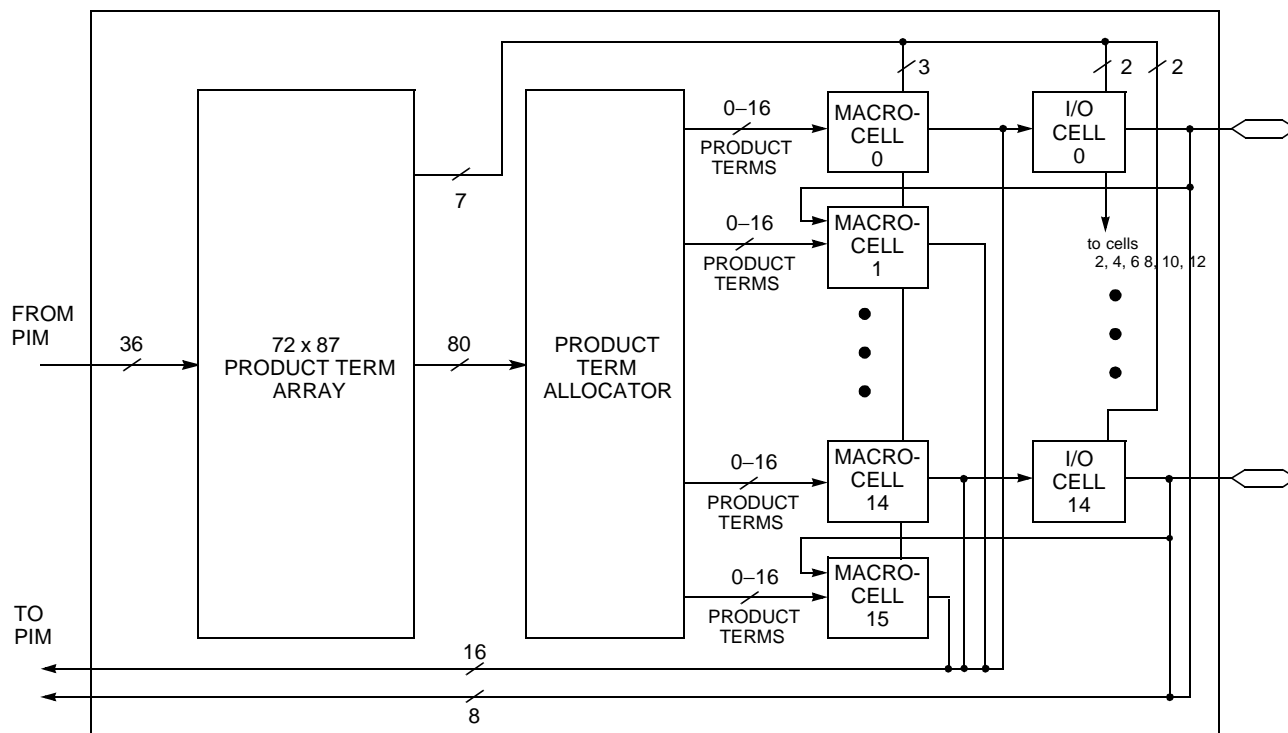 3
2
2
0–16
PRODUCT
TERMS
MACRO-
CELL
0
I/O
CELL
0
7
0–16
PRODUCT
TERMS
MACRO-
CELL
1
to cells
2, 4, 6 8, 10, 12
FROM
PIM
36
72 x 87
PRODUCT TERM
ARRAY
80
PRODUCT
TERM
ALLOCATOR
0–16
PRODUCT
TERMS
MACRO-
CELL
14
I/O
CELL
14
0–16
PRODUCT
TERMS
MACRO-
CELL
15
TO
PIM
16
8